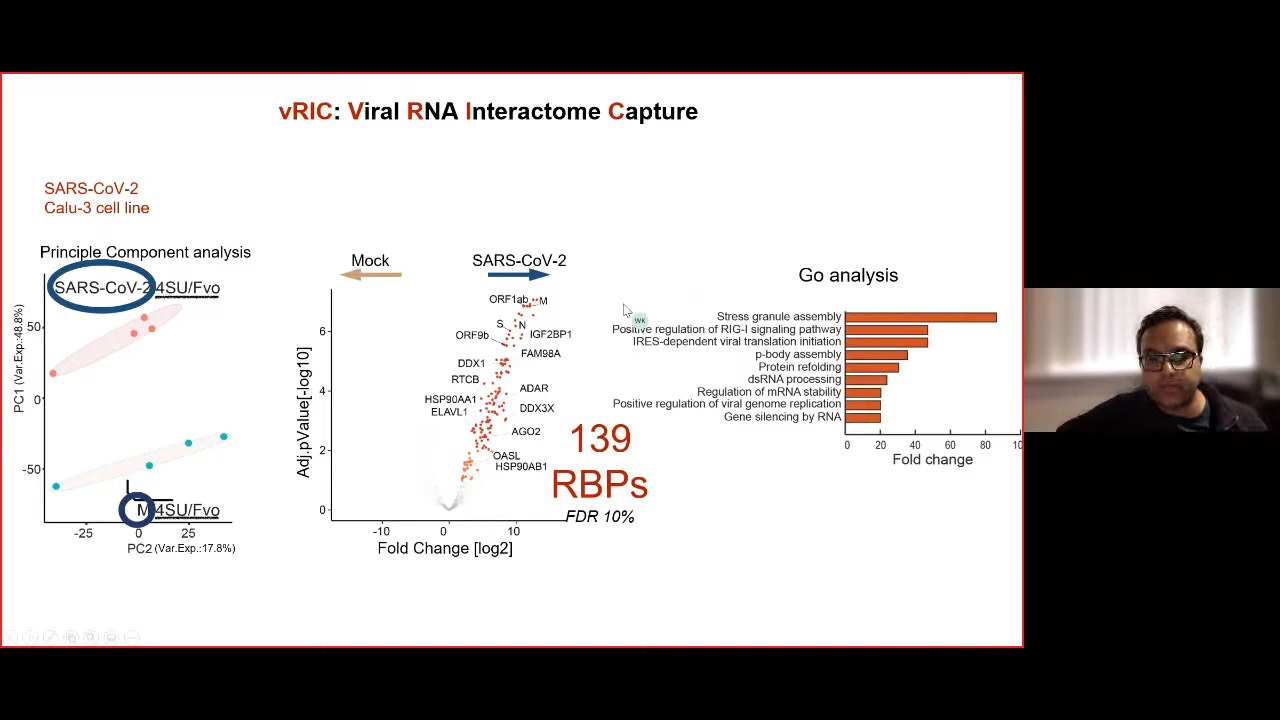 vRIC: Viral RNA Interactome Capture
SARS-CoV-2
Calu-3 cell line
Principle Component analysis
SARS-CoV-2 4SU/Fvo
PC1 (Var.Exp.:48.8%)
50
0
-50
M 4SU/Fvo
-25 0 25
PC2 (Var.Exp.:17.8%)
Mock
SARS-CoV-2
Adj.pValue[-log10]
6
4
2
0
ORF1ab M
S N
ORF9b IGF2BP1
FAM98A
DDX1
RTCB
ADAR
HSP90AA1
ELAVL1 DDX3X
AGO2
OASL
HSP90AB1
-10 0 10
Fold Change [log2]
139
RBPs
FDR 10%
WK
Go analysis
Stress granule assembly
Positive regulation of RIG-I signaling pathway
IRES-dependent viral translation initiation
p-body assembly
Protein refolding
dsRNA processing
Regulation of mRNA stability
Positive regulation of viral genome replication
Gene silencing by RNA
0 20 40 60 80
Fold change